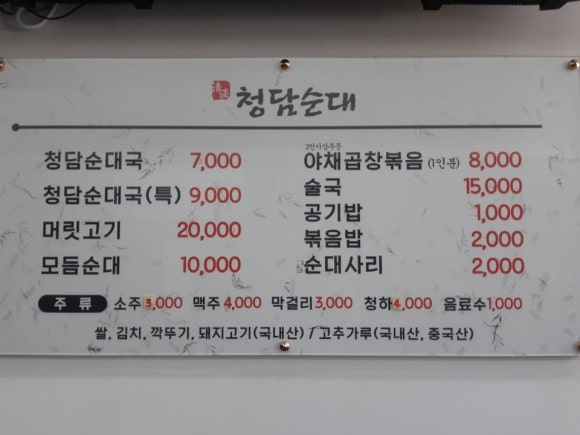 清潭 청담순대
청담순대국 7,000
청담순대국(특) 9,000
머릿고기 20,000
모듬순대 10,000
2인이상주문
야채곱창볶음(1인분) 8,000
술국 15,000
공기밥 1,000
볶음밥 2,000
순대사리 2,000
주류 소주 3,000 맥주 4,000 막걸리 3,000 청하 4,000 음료수 1,000
쌀, 김치, 깍뚜기, 돼지고기(국내산) / 고추가루(국내산, 중국산)